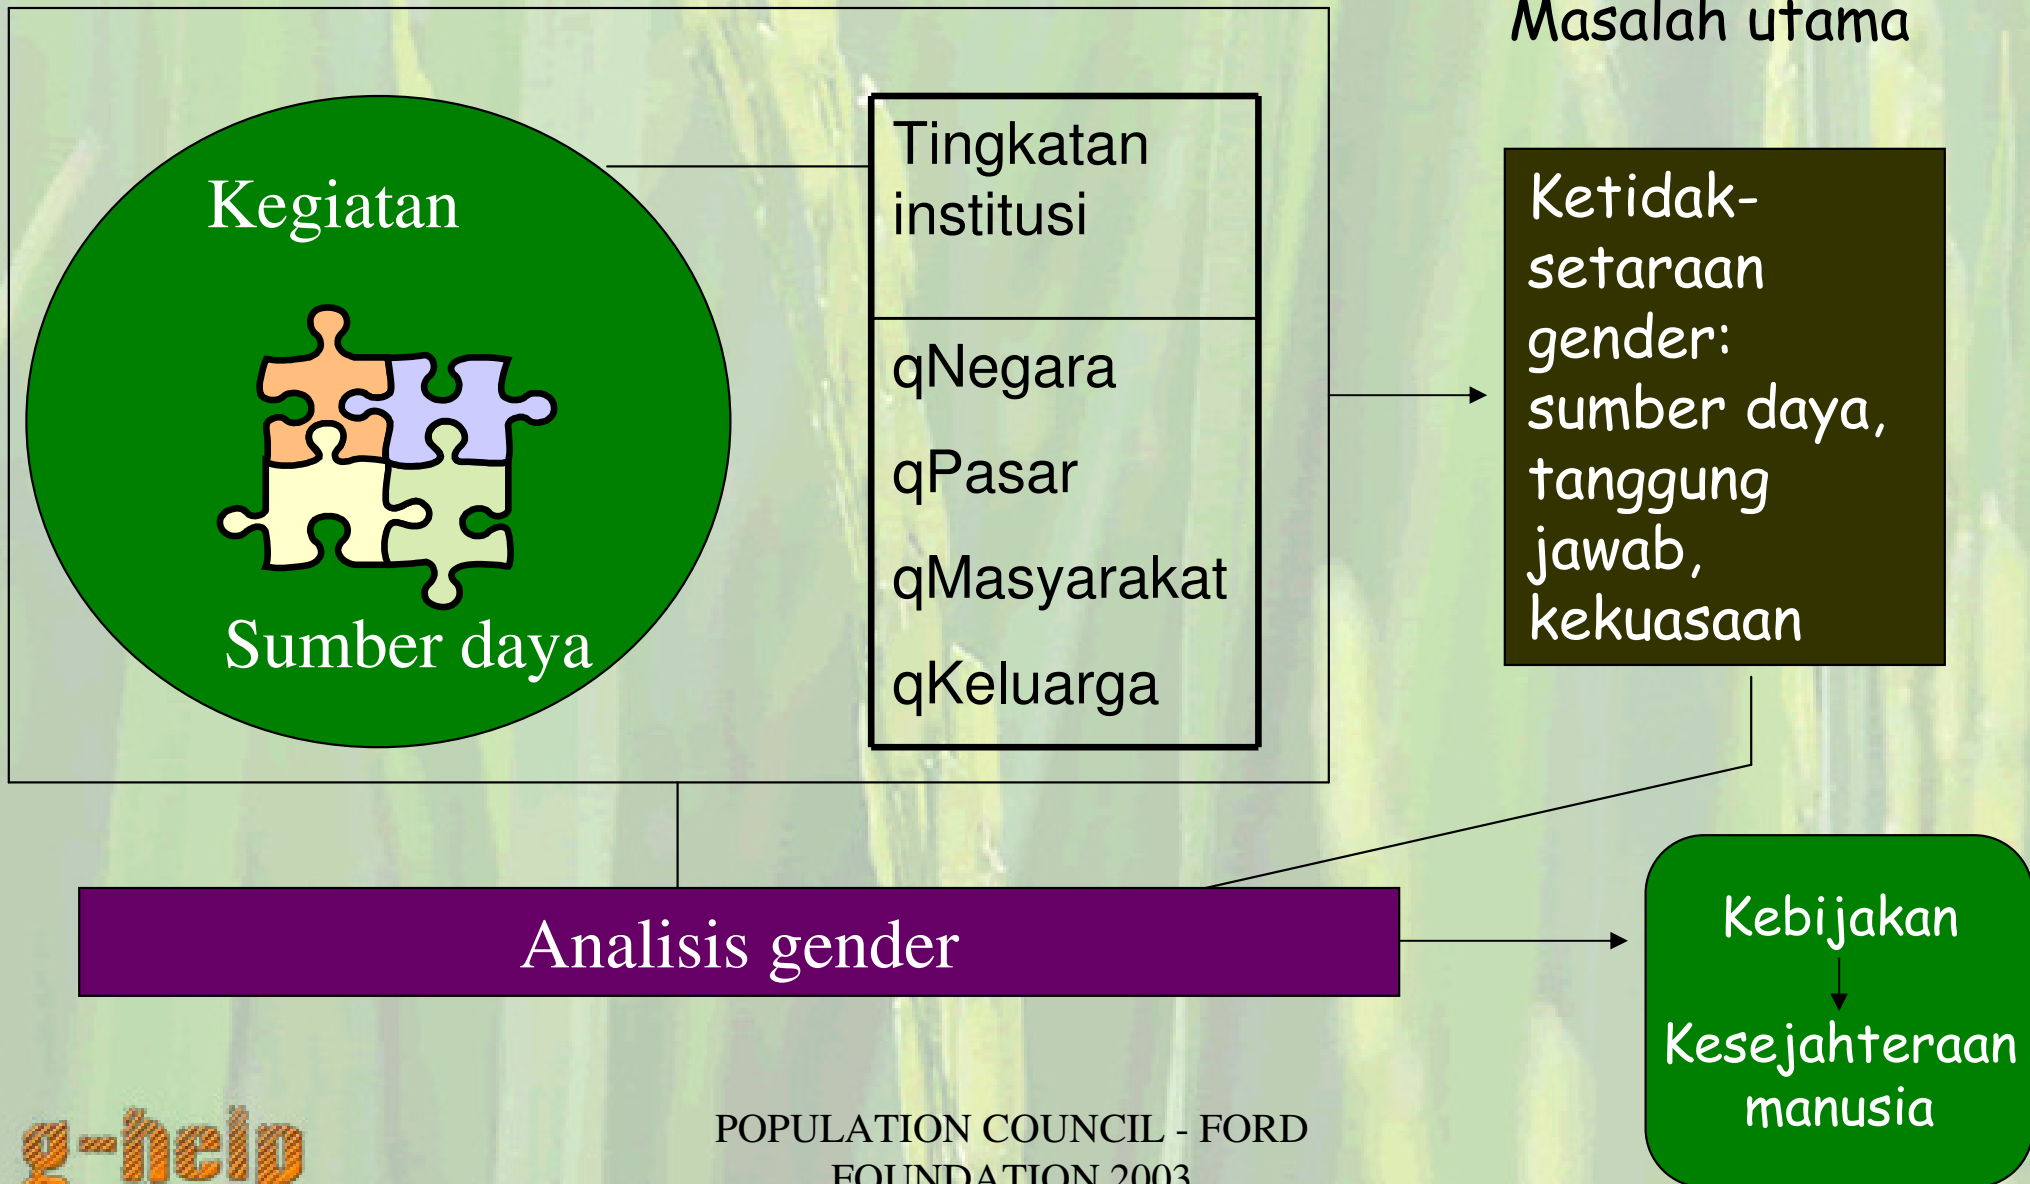 Masalah utama
Kegiatan
Sumber daya
Tingkatan
institusi
qNegara
qPasar
qMasyarakat
qKeluarga
Ketidak-
setaraan
gender:
sumber daya,
tanggung
jawab,
kekuasaan
Analisis gender
Kebijakan
Kesejahteraan
manusia
g-help
POPULATION COUNCIL - FORD
FOUNDATION 2003